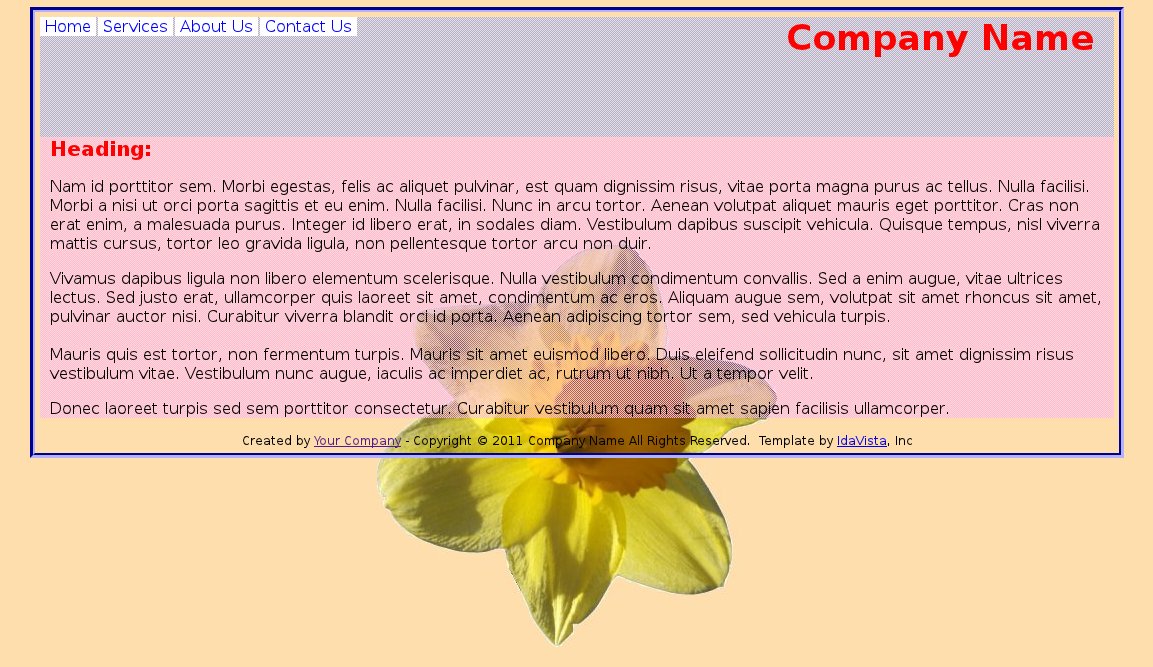 Home Services About Us Contact Us
Company Name
Heading:
Nam id porttitor sem. Morbi egestas, felis ac aliquet pulvinar, est quam dignissim risus, vitae porta magna purus ac tellus. Nulla facilisi.
Morbi a nisi ut orci porta sagittis et eu enim. Nulla facilisi. Nunc in arcu tortor. Aenean volutpat aliquet mauris eget porttitor. Cras non
erat enim, a malesuada purus. Integer id libero erat, in sodales diam. Vestibulum dapibus suscipit vehicula. Quisque tempus, nisl viverra
mattis cursus, tortor leo gravida ligula, non pellentesque tortor arcu non duir.
Vivamus dapibus ligula non libero elementum scelerisque. Nulla vestibulum condimentum convallis. Sed a enim augue, vitae ultrices
lectus. Sed justo erat, ullamcorper quis laoreet sit amet, condimentum ac eros. Aliquam augue sem, volutpat sit amet rhoncus sit amet,
pulvinar auctor nisi. Curabitur viverra blandit orci id porta. Aenean adipiscing tortor sem, sed vehicula turpis.
Mauris quis est tortor, non fermentum turpis. Mauris sit amet euismod libero. Duis eleifend sollicitudin nunc, sit amet dignissim risus
vestibulum vitae. Vestibulum nunc augue, iaculis ac imperdiet ac, rutrum ut nibh. Ut a tempor velit.
Donec laoreet turpis sed sem porttitor consectetur. Curabitur vestibulum quam sit amet sapien facilisis ullamcorper.
Created by Your Company - Copyright © 2011 Company Name All Rights Reserved. Template by IdaVista, Inc